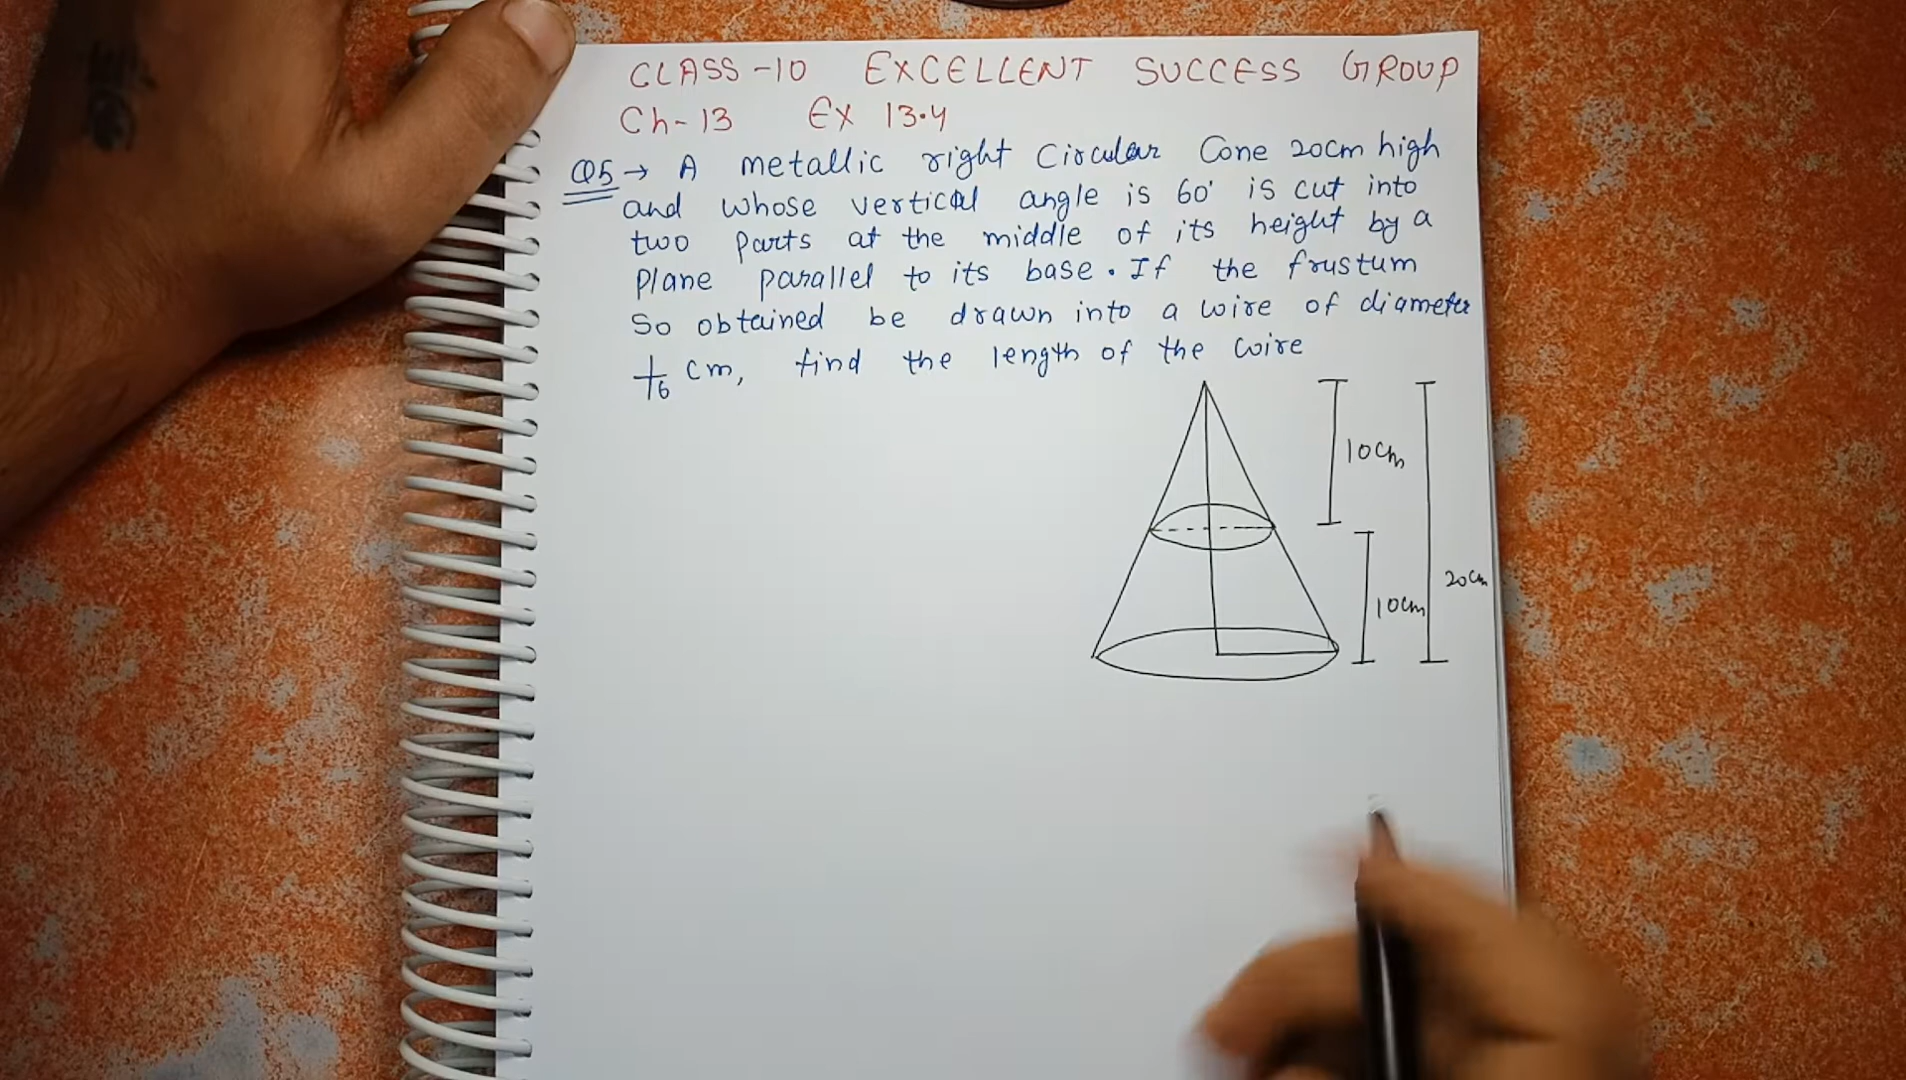 CLASS-10 EXCELLENT SUCCESS GROUP
Ch-13 EX 13.4
Q5→ A metallic right Circular Cone 20cm high
and whose vertical angle is 60° is cut into
two parts at the middle of its height by a
plane parallel to its base. If the frustum
So obtained be drawn into a wire of diameter
1/16 cm, find the length of the wire
10cm
20cm
10cm